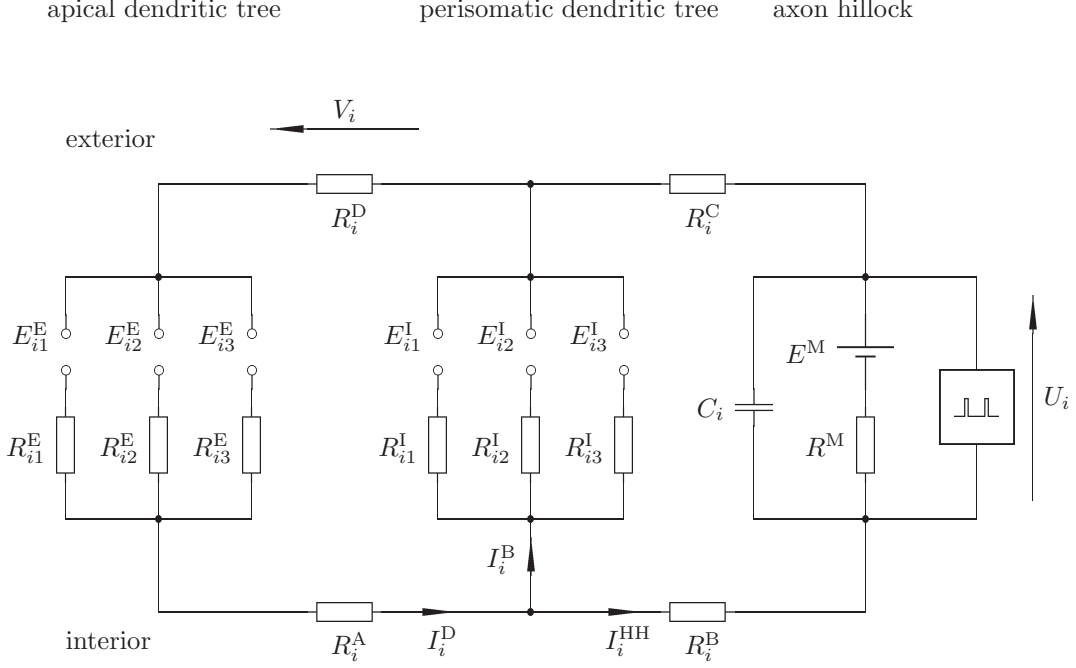 apical dendritic tree perisomatic dendritic tree axon hillock
V_i
exterior
R_i^D R_i^C
E_{i1}^E E_{i2}^E E_{i3}^E E_{i1}^I E_{i2}^I E_{i3}^I
E^M
C_i U_i
R_{i1}^E R_{i2}^E R_{i3}^E R_{i1}^I R_{i2}^I R_{i3}^I R^M
I_i^B
interior R_i^A I_i^D I_i^{HH} R_i^B